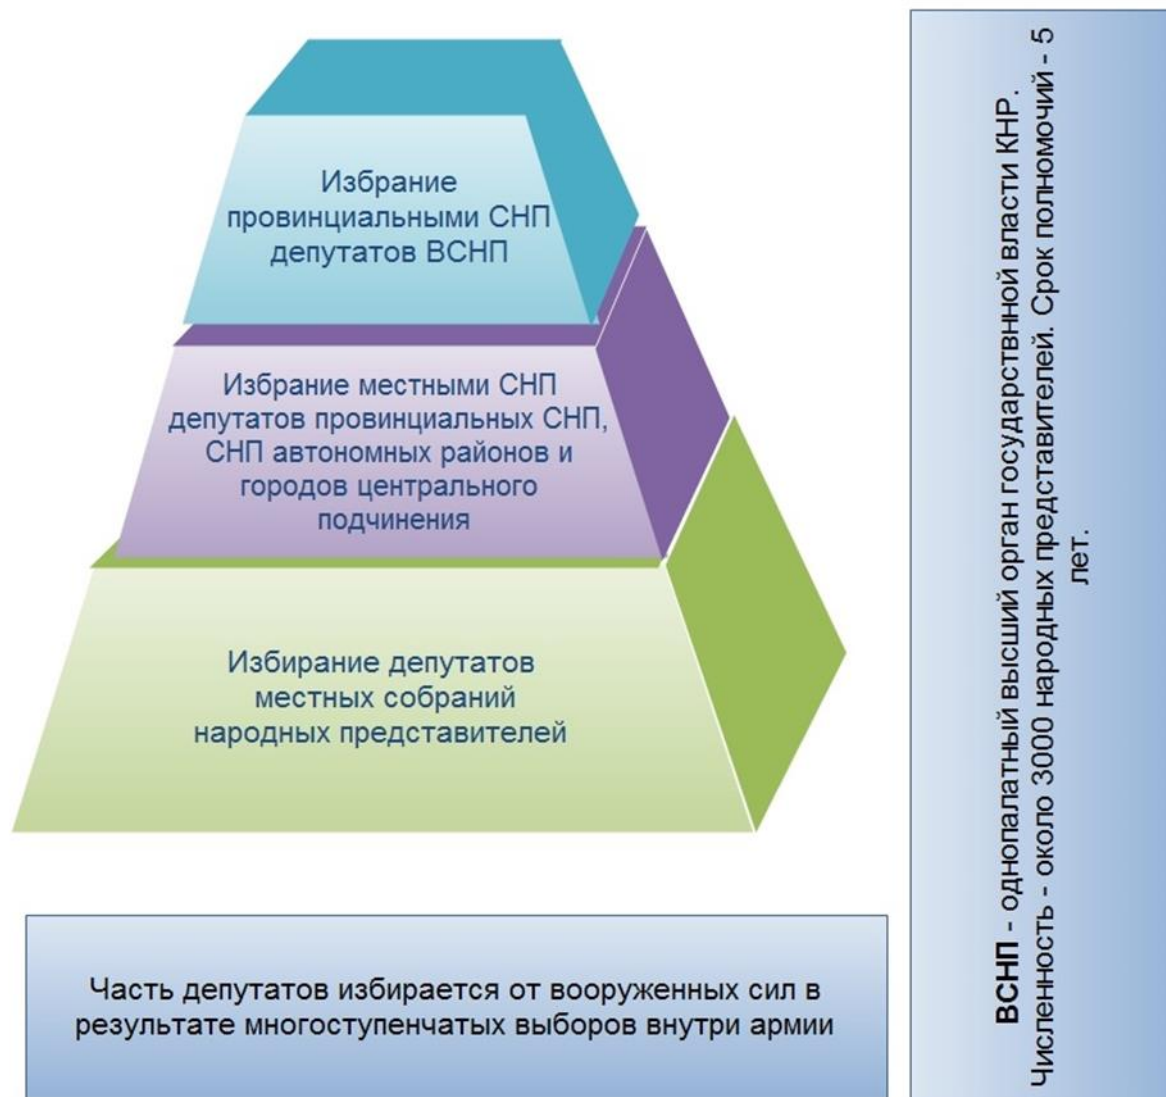 Избрание
провинциальными СНП
депутатов ВСНП
Избрание местными СНП
депутатов провинциальных СНП,
СНП автономных районов и
городов центрального
подчинения
Избирание депутатов
местных собраний
народных представителей
Часть депутатов избирается от вооруженных сил в
результате многоступенчатых выборов внутри армии
ВСНП - однопалатный высший орган государствнной власти КНР.
Численность - около 3000 народных представителей. Срок полномочий - 5
лет.